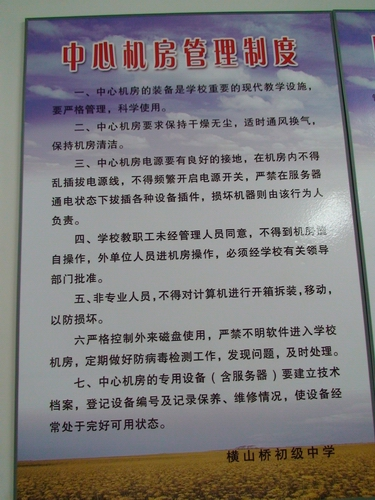 中心机房管理制度
一、中心机房的装备是学校重要的现代教学设施，
要严格管理，科学使用。
二、中心机房要求保持干燥无尘，适时通风换气，
保持机房清洁。
三、中心机房电源要有良好的接地，在机房内不得
乱插拔电源线，不得频繁开启电源开关，严禁在服务器
通电状态下拔插各种设备插件，损坏机器则由该行为人
负责。
四、学校教职工未经管理人员同意，不得到机房擅
自操作，外单位人员进机房操作，必须经学校有关领导
部门批准。
五、非专业人员，不得对计算机进行开箱拆装，移动，
以防损坏。
六严格控制外来磁盘使用，严禁不明软件进入学校
机房，定期做好防病毒检测工作，发现问题，及时处理。
七、中心机房的专用设备（含服务器）要建立技术
档案，登记设备编号及记录保养、维修情况，使设备经
常处于完好可用状态。
横山桥初级中学